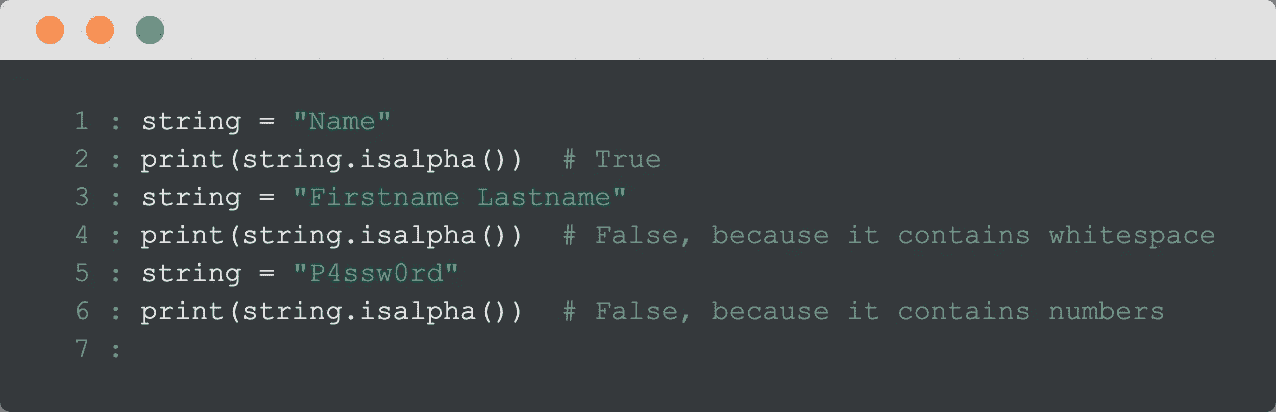 1 : string = "Name"
2 : print(string.isalpha())  # True
3 : string = "Firstname Lastname"
4 : print(string.isalpha())  # False, because it contains whitespace
5 : string = "P4ssw0rd"
6 : print(string.isalpha())  # False, because it contains numbers
7 :